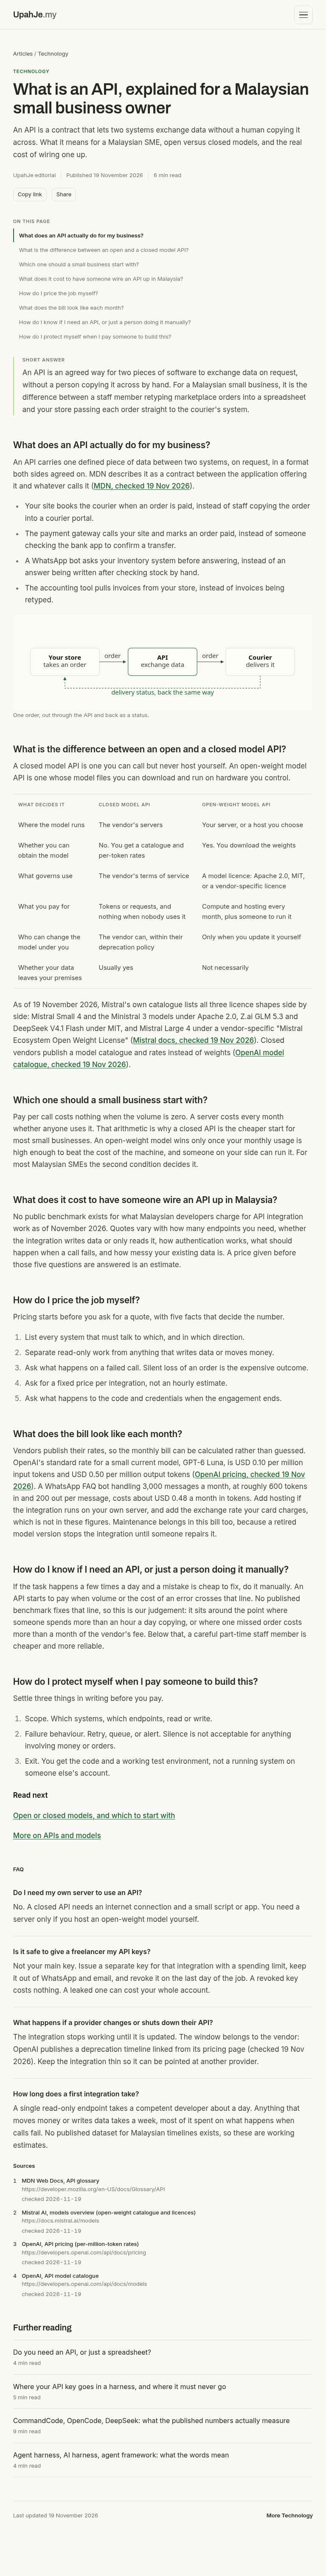 UpahJe.my
Articles / Technology
TECHNOLOGY
What is an API, explained for a Malaysian
small business owner
An API is a contract that lets two systems exchange data without a human copying it
across. What it means for a Malaysian SME, open versus closed models, and the real
cost of wiring one up.
UpahJe editorial | Published 19 November 2026 | 6 min read
Copy link
Share
ON THIS PAGE
What does an API actually do for my business?
What is the difference between an open and a closed model API?
Which one should a small business start with?
What does it cost to have someone wire an API up in Malaysia?
How do I price the job myself?
What does the bill look like each month?
How do I know if I need an API, or just a person doing it manually?
How do I protect myself when I pay someone to build this?
SHORT ANSWER
An API is an agreed way for two pieces of software to exchange data on request,
without a person copying it across by hand. For a Malaysian small business, it is the
difference between a staff member retyping marketplace orders into a spreadsheet
and your store passing each order straight to the courier's system.
What does an API actually do for my business?
An API carries one defined piece of data between two systems, on request, in a format
both sides agreed on. MDN describes it as a contract between the application offering
it and whatever calls it (MDN, checked 19 Nov 2026).
• Your site books the courier when an order is paid, instead of staff copying the order
into a courier portal.
• The payment gateway calls your site and marks an order paid, instead of someone
checking the bank app to confirm a transfer.
• A WhatsApp bot asks your inventory system before answering, instead of an
answer being written after checking stock by hand.
• The accounting tool pulls invoices from your store, instead of invoices being
retyped.
Your store
takes an order
order
API
exchange data
order
Courier
delivers it
delivery status, back the same way
One order, out through the API and back as a status.
What is the difference between an open and a closed model API?
A closed model API is one you can call but never host yourself. An open-weight model
API is one whose model files you can download and run on hardware you control.
WHAT DECIDES IT CLOSED MODEL API OPEN-WEIGHT MODEL API
Where the model runs The vendor's servers Your server, or a host you choose
Whether you can obtain the model No. You get a catalogue and per-token rates Yes. You download the weights
What governs use The vendor's terms of service A model licence: Apache 2.0, MIT, or a vendor-specific licence
What you pay for Tokens or requests, and nothing when nobody uses it Compute and hosting every month, plus someone to run it
Who can change the model under you The vendor can, within their deprecation policy Only when you update it yourself
Whether your data leaves your premises Usually yes Not necessarily
As of 19 November 2026, Mistral's own catalogue lists all three licence shapes side by
side: Mistral Small 4 and the Ministral 3 models under Apache 2.0, Z.ai GLM 5.3 and
DeepSeek V4.1 Flash under MIT, and Mistral Large 4 under a vendor-specific "Mistral
Ecosystem Open Weight License" (Mistral docs, checked 19 Nov 2026). Closed
vendors publish a model catalogue and rates instead of weights (OpenAI model
catalogue, checked 19 Nov 2026).
Which one should a small business start with?
Pay per call costs nothing when the volume is zero. A server costs every month
whether anyone uses it. That arithmetic is why a closed API is the cheaper start for
most small businesses. An open-weight model wins only once your monthly usage is
high enough to beat the cost of the machine, and someone on your side can run it. For
most Malaysian SMEs the second condition decides it.
What does it cost to have someone wire an API up in Malaysia?
No public benchmark exists for what Malaysian developers charge for API integration
work as of November 2026. Quotes vary with how many endpoints you need, whether
the integration writes data or only reads it, how authentication works, what should
happen when a call fails, and how messy your existing data is. A price given before
those five questions are answered is an estimate.
How do I price the job myself?
Pricing starts before you ask for a quote, with five facts that decide the number.
1. List every system that must talk to which, and in which direction.
2. Separate read-only work from anything that writes data or moves money.
3. Ask what happens on a failed call. Silent loss of an order is the expensive outcome.
4. Ask for a fixed price per integration, not an hourly estimate.
5. Ask what happens to the code and credentials when the engagement ends.
What does the bill look like each month?
Vendors publish their rates, so the monthly bill can be calculated rather than guessed.
OpenAI's standard rate for a small current model, GPT-6 Luna, is USD 0.10 per million
input tokens and USD 0.50 per million output tokens (OpenAI pricing, checked 19 Nov
2026). A WhatsApp FAQ bot handling 3,000 messages a month, at roughly 600 tokens
in and 200 out per message, costs about USD 0.48 a month in tokens. Add hosting if
the integration runs on your own server, and add the exchange rate your card charges,
which is not in these figures. Maintenance belongs in this bill too, because a retired
model version stops the integration until someone repairs it.
How do I know if I need an API, or just a person doing it manually?
If the task happens a few times a day and a mistake is cheap to fix, do it manually. An
API starts to pay when volume or the cost of an error crosses that line. No published
benchmark fixes that line, so this is our judgement: it sits around the point where
someone spends more than an hour a day copying, or where one missed order costs
more than a month of the vendor's fee. Below that, a careful part-time staff member is
cheaper and more reliable.
How do I protect myself when I pay someone to build this?
Settle three things in writing before you pay.
1. Scope. Which systems, which endpoints, read or write.
2. Failure behaviour. Retry, queue, or alert. Silence is not acceptable for anything
involving money or orders.
3. Exit. You get the code and a working test environment, not a running system on
someone else's account.
Read next
Open or closed models, and which to start with
More on APIs and models
FAQ
Do I need my own server to use an API?
No. A closed API needs an internet connection and a small script or app. You need a
server only if you host an open-weight model yourself.
Is it safe to give a freelancer my API keys?
Not your main key. Issue a separate key for that integration with a spending limit, keep
it out of WhatsApp and email, and revoke it on the last day of the job. A revoked key
costs nothing. A leaked one can cost your whole account.
What happens if a provider changes or shuts down their API?
The integration stops working until it is updated. The window belongs to the vendor:
OpenAI publishes a deprecation timeline linked from its pricing page (checked 19 Nov
2026). Keep the integration thin so it can be pointed at another provider.
How long does a first integration take?
A single read-only endpoint takes a competent developer about a day. Anything that
moves money or writes data takes a week, most of it spent on what happens when
calls fail. No published dataset for Malaysian timelines exists, so these are working
estimates.
Sources
1 MDN Web Docs, API glossary
https://developer.mozilla.org/en-US/docs/Glossary/API
checked 2026-11-19
2 Mistral AI, models overview (open-weight catalogue and licences)
https://docs.mistral.ai/models
checked 2026-11-19
3 OpenAI, API pricing (per-million-token rates)
https://developers.openai.com/api/docs/pricing
checked 2026-11-19
4 OpenAI, API model catalogue
https://developers.openai.com/api/docs/models
checked 2026-11-19
Further reading
Do you need an API, or just a spreadsheet?
4 min read
Where your API key goes in a harness, and where it must never go
5 min read
CommandCode, OpenCode, DeepSeek: what the published numbers actually measure
9 min read
Agent harness, AI harness, agent framework: what the words mean
4 min read
Last updated 19 November 2026
More Technology